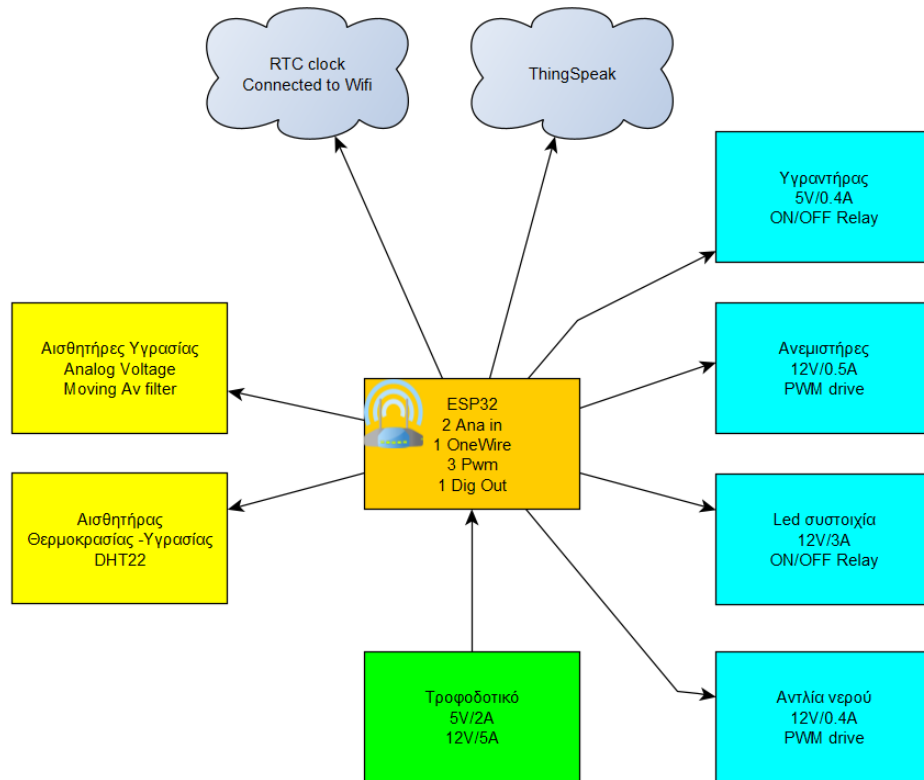 RTC clock
Connected to Wifi
ThingSpeak
Υγραντήρας
5V/0.4A
ON/OFF Relay
Αισθητήρες Υγρασίας
Analog Voltage
Moving Av filter
Ανεμιστήρες
12V/0.5A
PWM drive
ESP32
2 Ana in
1 OneWire
3 Pwm
1 Dig Out
Αισθητήρας
Θερμοκρασίας -Υγρασίας
DHT22
Led συστοιχία
12V/3A
ON/OFF Relay
Τροφοδοτικό
5V/2A
12V/5A
Αντλία νερού
12V/0.4A
PWM drive